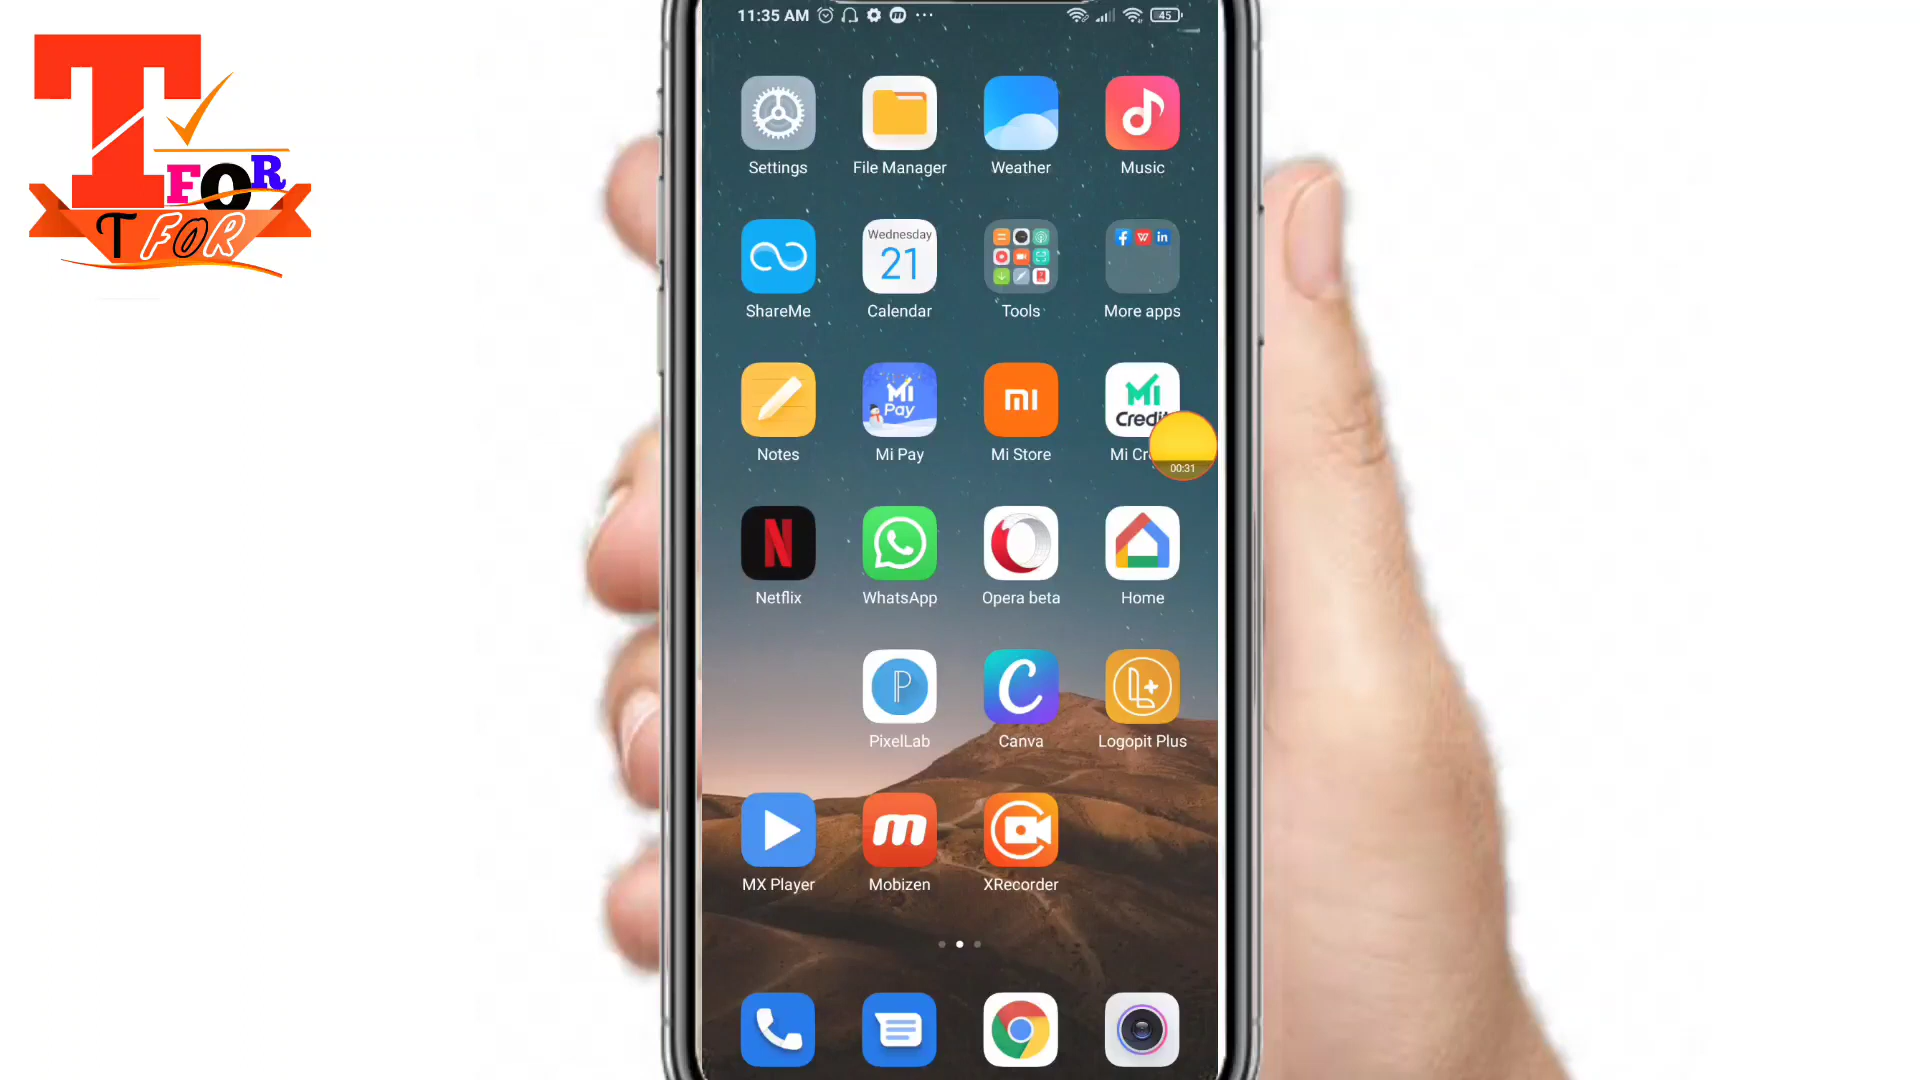 11:35 AM
45
T FOR
T FOR
Settings
File Manager
Weather
Music
Wednesday
21
ShareMe
Calendar
Tools
More apps
Mi Pay
mi
Mi Credit
Notes
Mi Pay
Mi Store
Mi Cr
00:31
N
Netflix
WhatsApp
Opera beta
Home
P
C
L+
PixelLab
Canva
Logopit Plus
m
MX Player
Mobizen
XRecorder